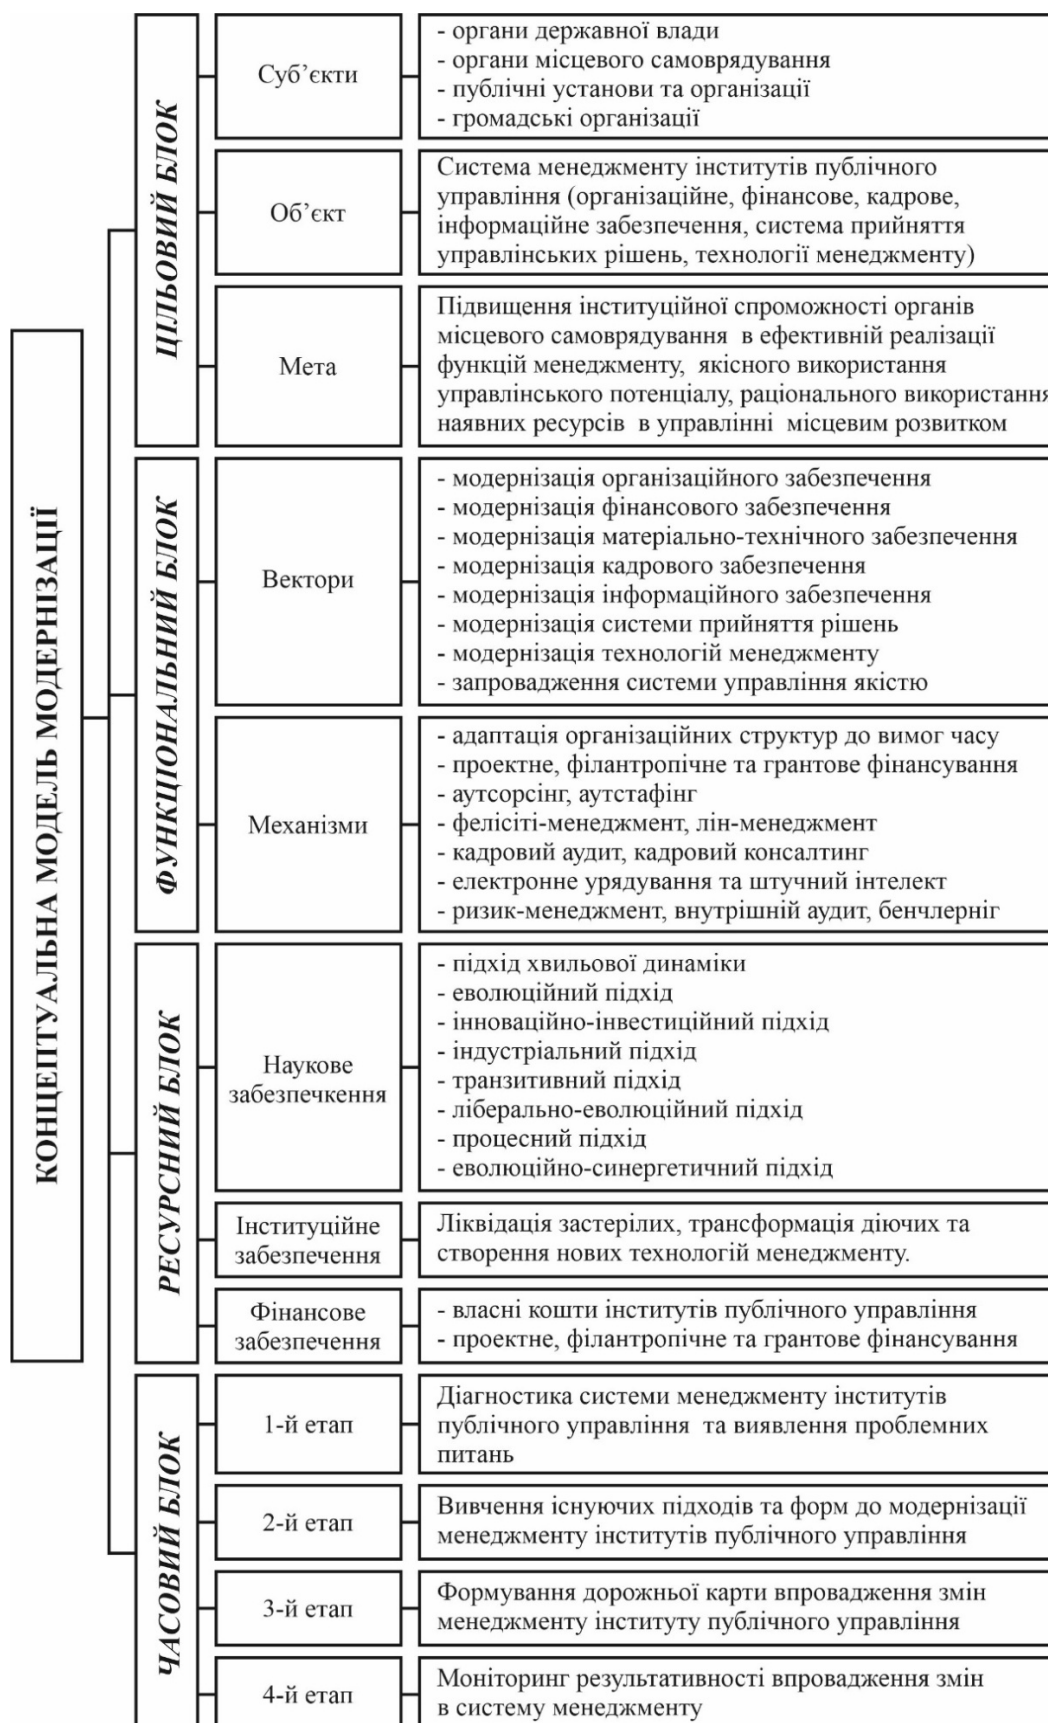 КОНЦЕПТУАЛЬНА МОДЕЛЬ МОДЕРНІЗАЦІЇ
ЦІЛЬОВИЙ БЛОК
Суб’єкти
- органи державної влади
- органи місцевого самоврядування
- публічні установи та організації
- громадські організації
Об’єкт
Система менеджменту інститутів публічного
управління (організаційне, фінансове, кадрове,
інформаційне забезпечення, система прийняття
управлінських рішень, технології менеджменту)
Мета
Підвищення інституційної спроможності органів
місцевого самоврядування в ефективній реалізації
функцій менеджменту, якісного використання
управлінського потенціалу, раціонального використання
наявних ресурсів в управлінні місцевим розвитком
ФУНКЦІОНАЛЬНИЙ БЛОК
Вектори
- модернізація організаційного забезпечення
- модернізація фінансового забезпечення
- модернізація матеріально-технічного забезпечення
- модернізація кадрового забезпечення
- модернізація інформаційного забезпечення
- модернізація системи прийняття рішень
- модернізація технологій менеджменту
- запровадження системи управління якістю
Механізми
- адаптація організаційних структур до вимог часу
- проектне, філантропічне та грантове фінансування
- аутсорсінг, аутстафінг
- фелісіті-менеджмент, лін-менеджмент
- кадровий аудит, кадровий консалтинг
- електронне урядування та штучний інтелект
- ризик-менеджмент, внутрішній аудит, бенчлерніг
РЕСУРСНИЙ БЛОК
Наукове
забезпечкення
- підхід хвильової динаміки
- еволюційний підхід
- інноваційно-інвестиційний підхід
- індустріальний підхід
- транзитивний підхід
- ліберально-еволюційний підхід
- процесний підхід
- еволюційно-синергетичний підхід
Інституційне
забезпечення
Ліквідація застерілих, трансформація діючих та
створення нових технологій менеджменту.
Фінансове
забезпечення
- власні кошти інститутів публічного управління
- проектне, філантропічне та грантове фінансування
ЧАСОВИЙ БЛОК
1-й етап
Діагностика системи менеджменту інститутів
публічного управління та виявлення проблемних
питань
2-й етап
Вивчення існуючих підходів та форм до модернізації
менеджменту інститутів публічного управління
3-й етап
Формування дорожньої карти впровадження змін
менеджменту інституту публічного управління
4-й етап
Моніторинг результативності впровадження змін
в систему менеджменту